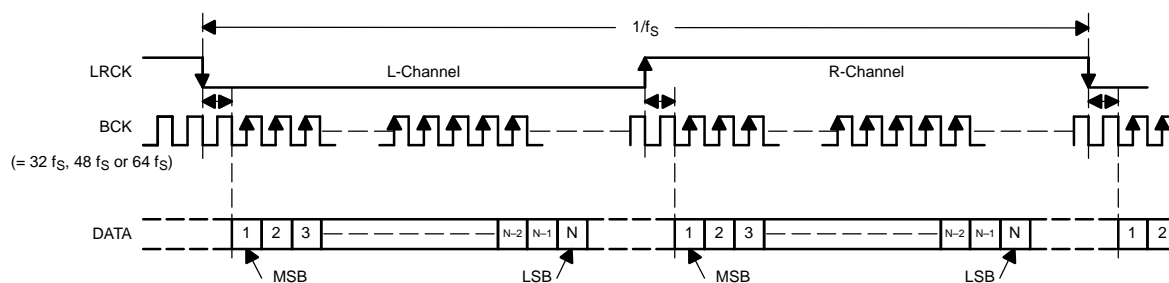 1/fS
LRCK
L-Channel
R-Channel
BCK
(= 32 fS, 48 fS or 64 fS)
DATA
1 2 3 N–2 N–1 N 1 2 3 N–2 N–1 N 1 2
MSB LSB MSB LSB